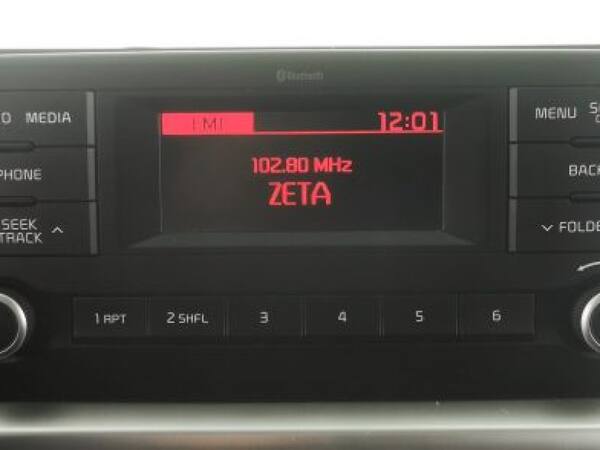 Bluetooth
FM1 12:01
102.80 MHz
ZETA
MEDIA
MENU
PHONE
BACK
SEEK
TRACK
FOLDE
1 RPT 2 SHFL 3 4 5 6